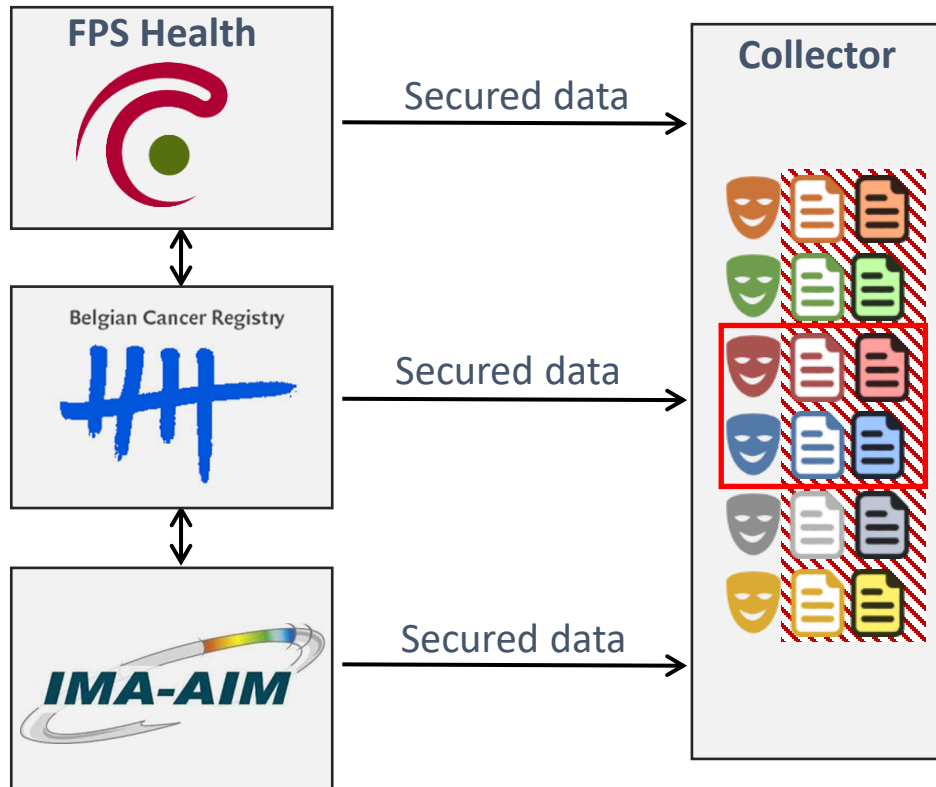 FPS Health
Secured data
Collector
Belgian Cancer Registry
Secured data
IMA-AIM
Secured data